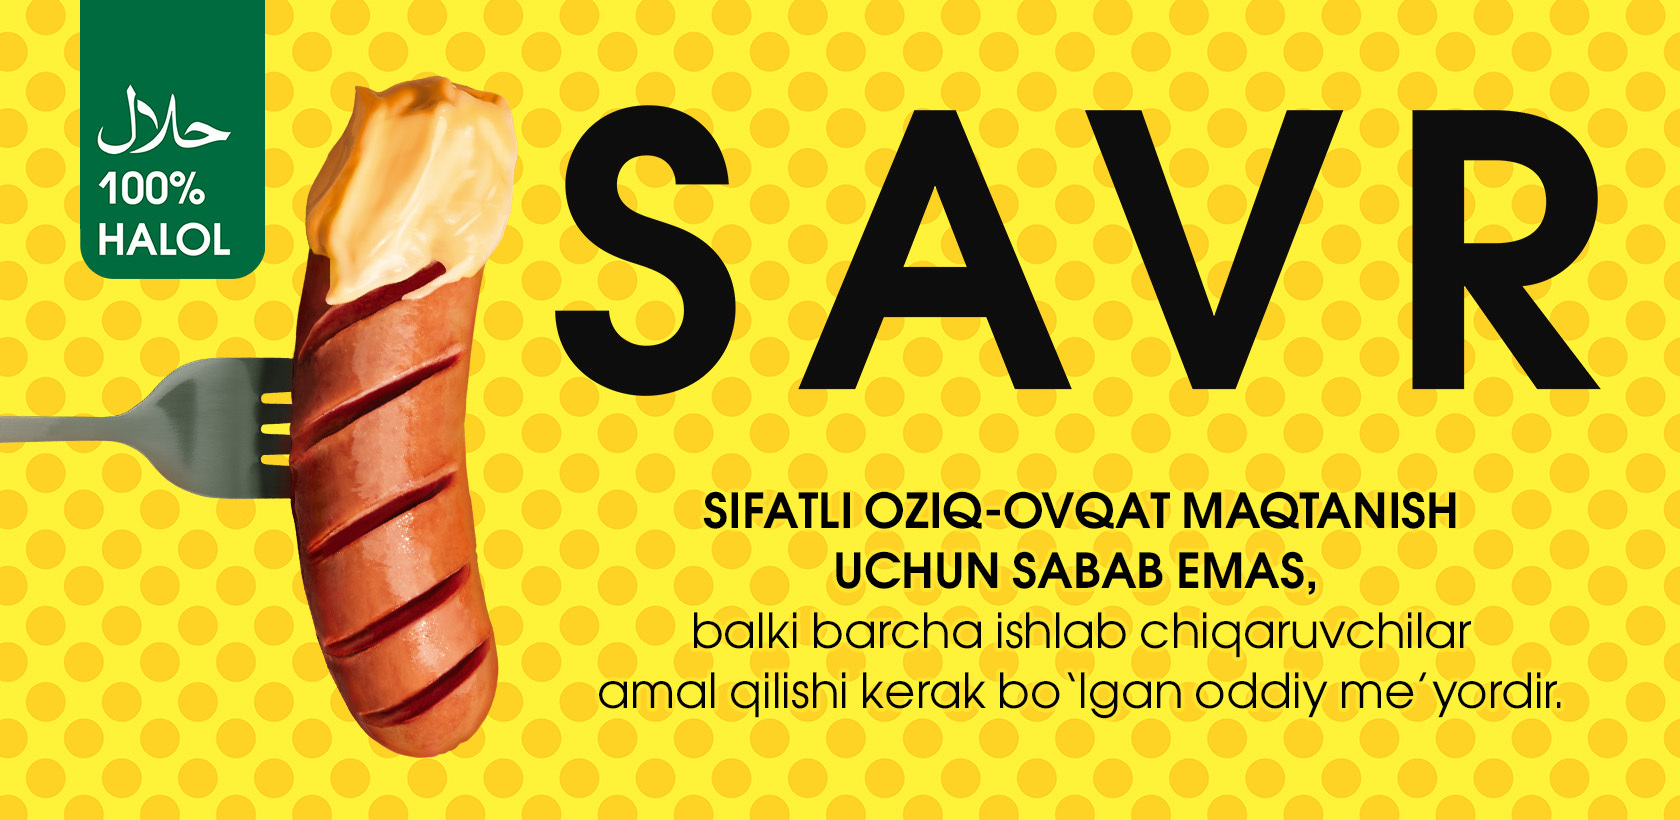 حلال
100%
HALOL
SAVR
SIFATLI OZIQ-OVQAT MAQTANISH
UCHUN SABAB EMAS,
balki barcha ishlab chiqaruvchilar
amal qilishi kerak bo‘lgan oddiy me’yordir.